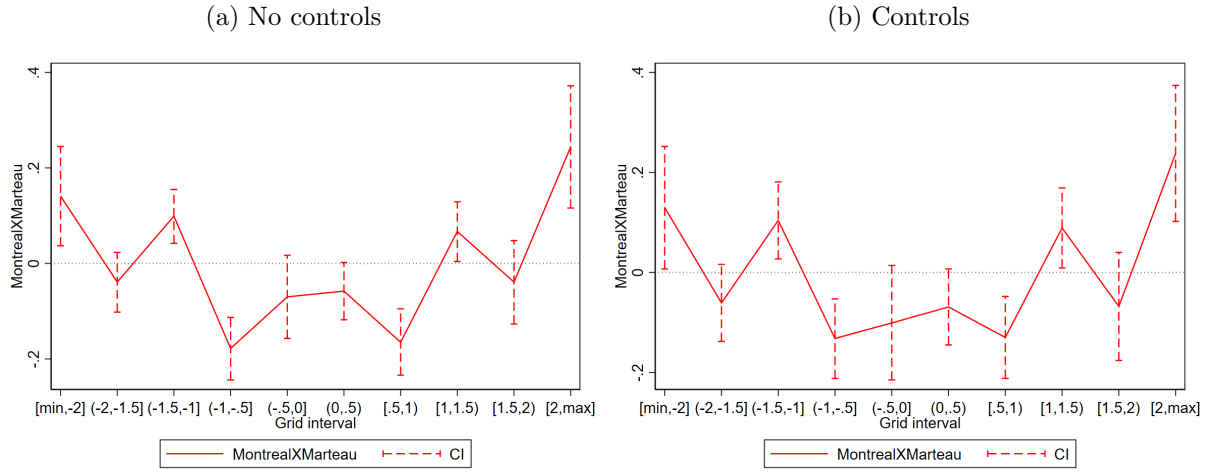 (a) No controls
MontrealXMarteau
.4
.2
0
-.2
[min,-2] (-2,-1.5] (-1.5,-1] (-1,-.5] (-.5,0] (0,.5) [.5,1) [1,1.5) [1.5,2) [2,max]
Grid interval
MontrealXMarteau CI
(b) Controls
MontrealXMarteau
.4
.2
0
-.2
[min,-2] (-2,-1.5] (-1.5,-1] (-1,-.5] (-.5,0] (0,.5) [.5,1) [1,1.5) [1.5,2) [2,max]
Grid interval
MontrealXMarteau CI